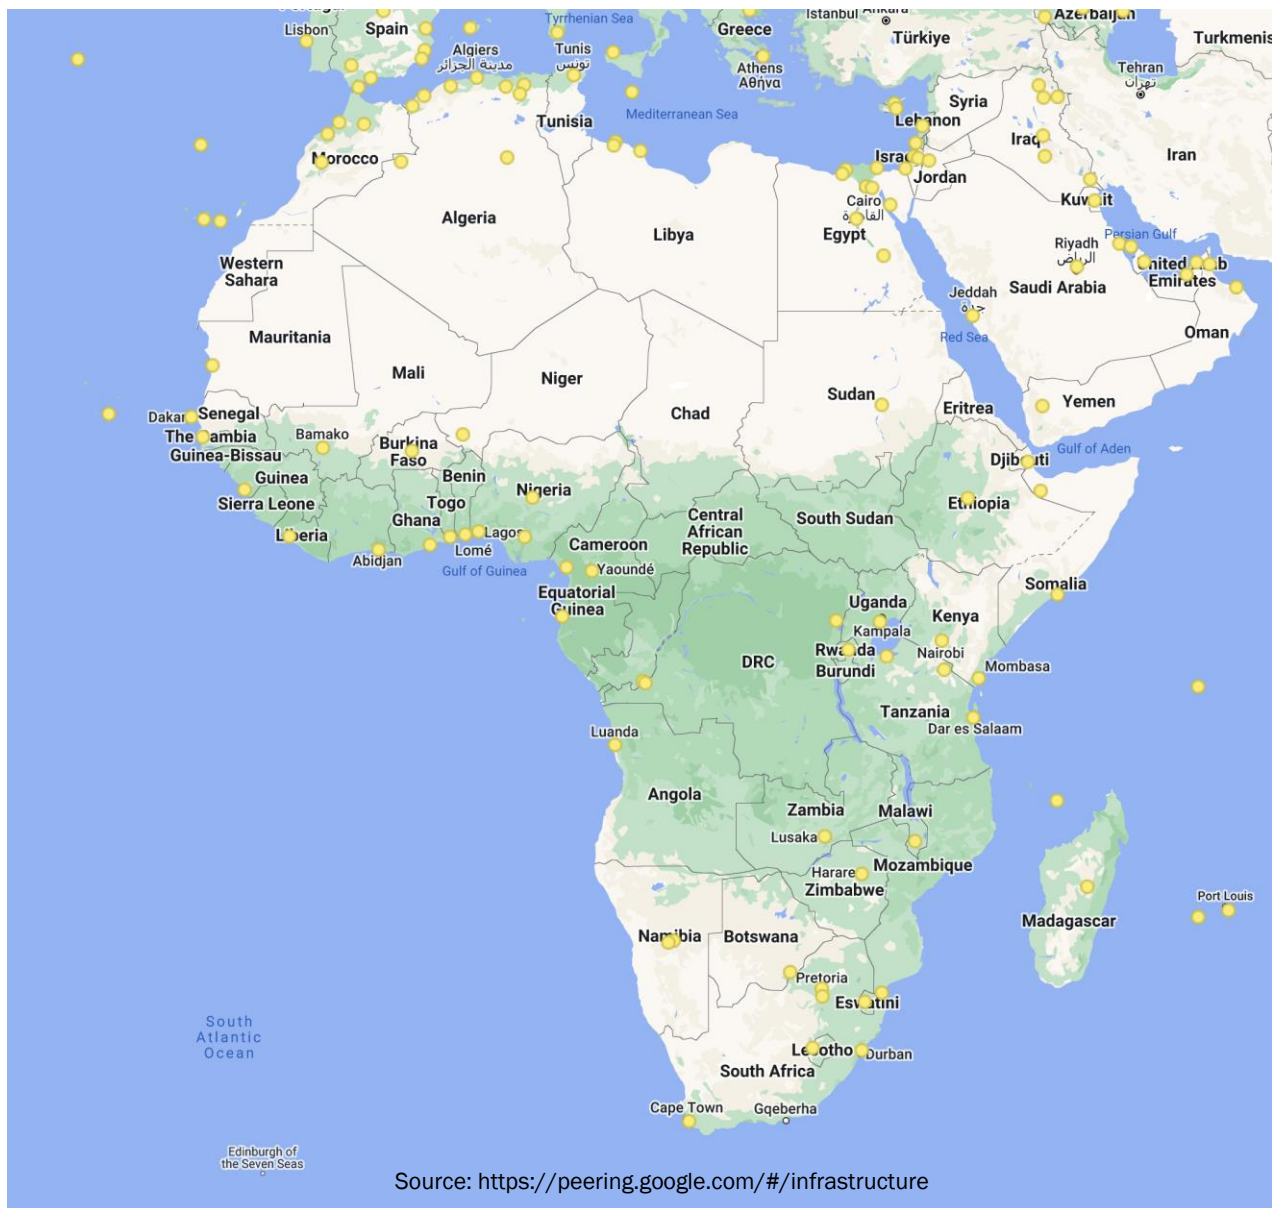 Lisbon
Spain
Tyrrhenian Sea
Greece
Istanbul
Ankara
Türkiye
Azerbaijan
Turkmenis
Algiers
مدينة الجزائر
Tunis
تونس
Athens
Αθήνα
Tehran
تهران
Syria
Mediterranean Sea
Tunisia
Lebanon
Iraq
Iran
Morocco
Israel
Jordan
Kuwait
Cairo
القاهرة
Algeria
Libya
Egypt
Riyadh
الرياض
Persian Gulf
Western
Sahara
United Arab
Emirates
Saudi Arabia
Jeddah
جدة
Red Sea
Oman
Mauritania
Mali
Niger
Chad
Sudan
Eritrea
Yemen
Dakar
Senegal
The Gambia
Guinea-Bissau
Bamako
Burkina
Faso
Gulf of Aden
Djibouti
Guinea
Benin
Nigeria
Sierra Leone
Togo
Ghana
Ethiopia
Central
African
Republic
South Sudan
Liberia
Abidjan
Lomé
Lagos
Cameroon
Gulf of Guinea
Yaoundé
Equatorial
Guinea
Somalia
Uganda
Kenya
Kampala
Rwanda
Nairobi
Burundi
DRC
Mombasa
Tanzania
Dar es Salaam
Luanda
Angola
Zambia
Malawi
Lusaka
Mozambique
Harare
Zimbabwe
Port Louis
Madagascar
Namibia
Botswana
Pretoria
Eswatini
South
Atlantic
Ocean
Lesotho
Durban
South Africa
Cape Town
Gqeberha
Edinburgh of
the Seven Seas
Source: https://peering.google.com/#/infrastructure